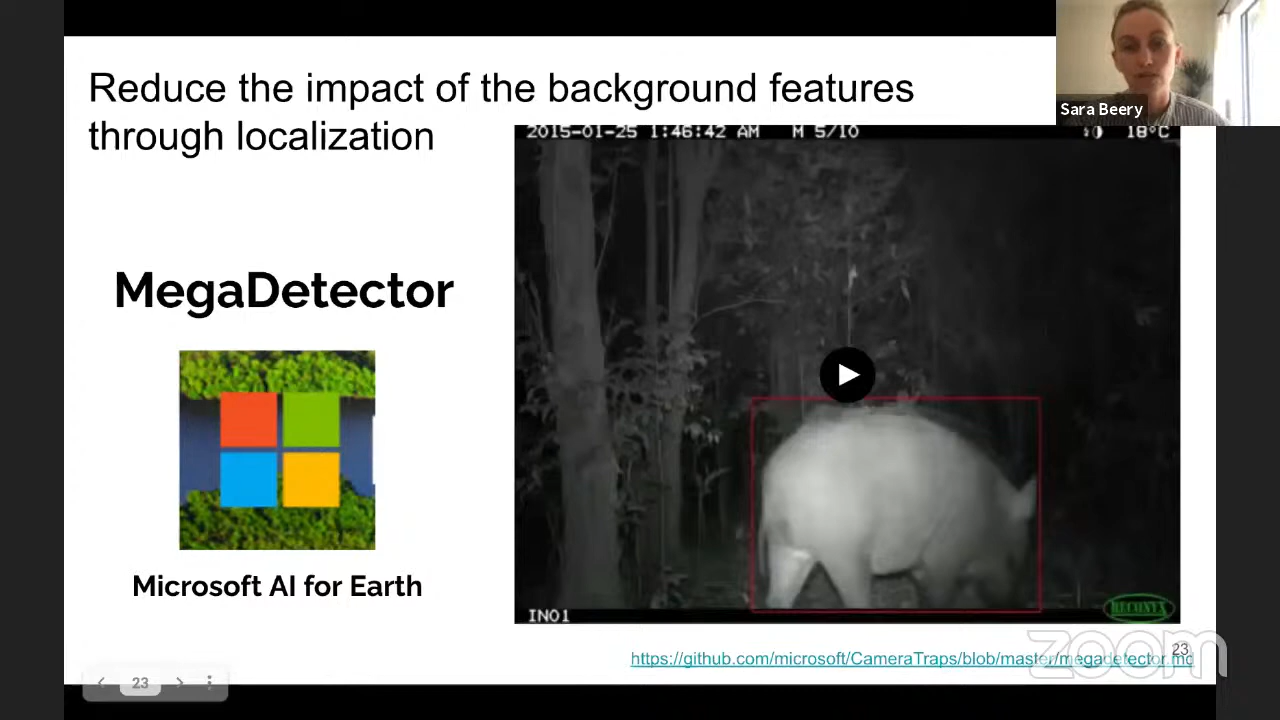 Reduce the impact of the background features
through localization
Sara Beery
2015-01-25 1:46:42 AM M 5/10 18°C
MegaDetector
Microsoft AI for Earth
IN01
RECONYX
https://github.com/microsoft/CameraTraps/blob/master/megadetector.md
23
zoom
23